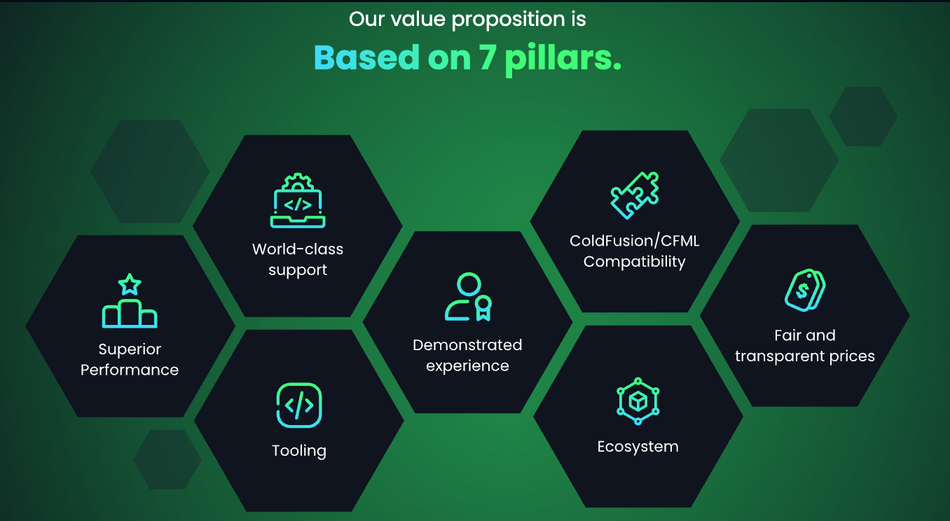 Our value proposition is
Based on 7 pillars.
World-class
support
ColdFusion/CFML
Compatibility
Superior
Performance
Demonstrated
experience
Fair and
transparent prices
Tooling
Ecosystem